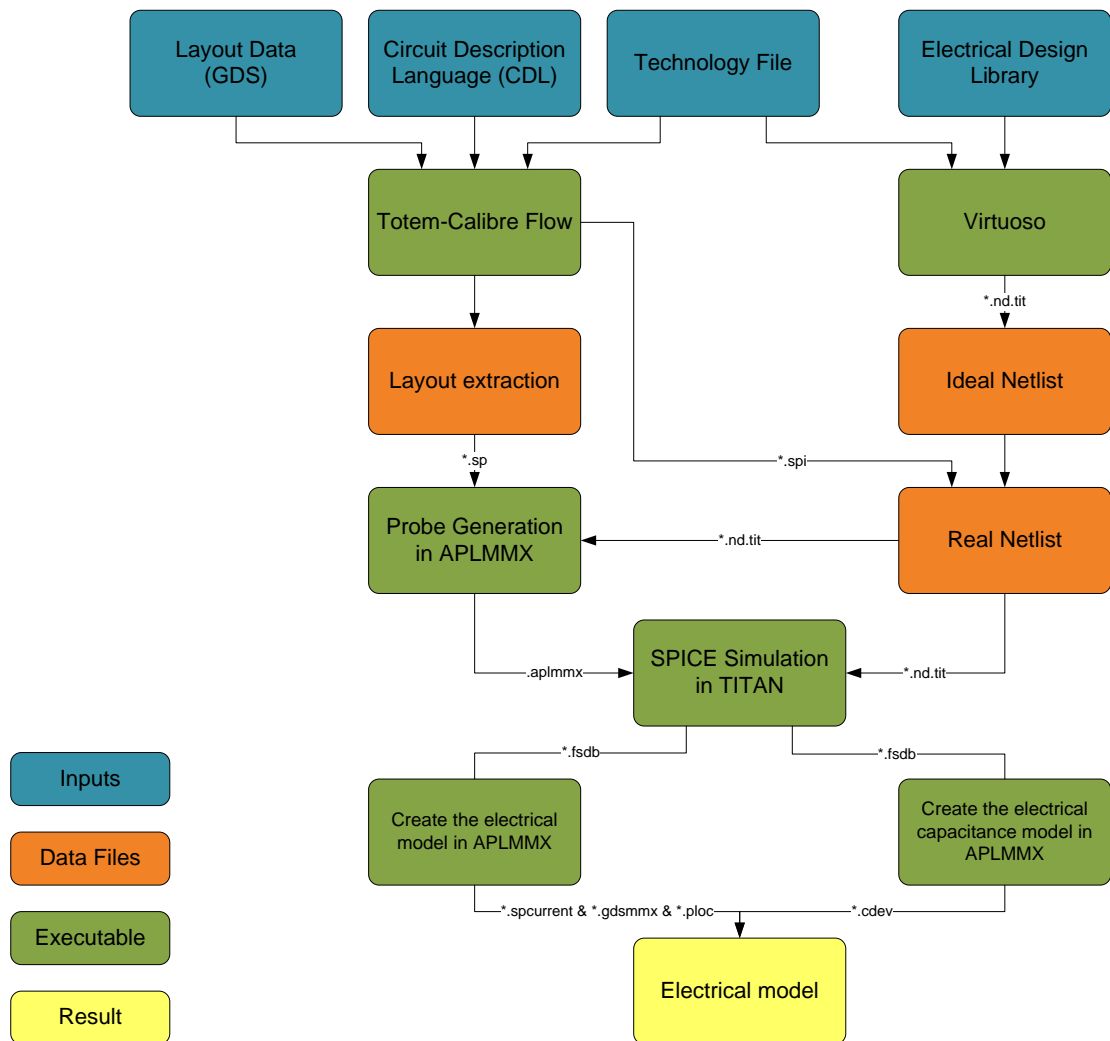 Layout Data
(GDS)
Circuit Description
Language (CDL)
Technology File
Electrical Design
Library
Totem-Calibre Flow
Virtuoso
*.nd.tit
Layout extraction
Ideal Netlist
*.sp
*.spi
Probe Generation
in APLMMX
*.nd.tit
Real Netlist
SPICE Simulation
in TITAN
.aplmmx
*.nd.tit
*.fsdb
*.fsdb
Create the electrical
model in APLMMX
Create the electrical
capacitance model in
APLMMX
*.spcurrent & *.gdsmmx & *.ploc
*.cdev
Electrical model
Inputs
Data Files
Executable
Result